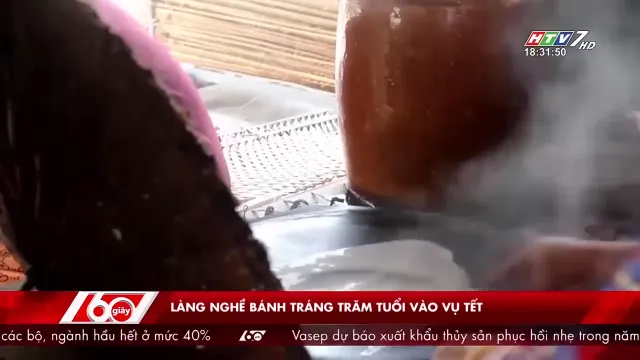 HTV7 HD
18:31:50
60 giây
LÀNG NGHỀ BÁNH TRÁNG TRĂM TUỔI VÀO VỤ TẾT
các bộ, ngành hầu hết ở mức 40% 60 Vasep dự báo xuất khẩu thủy sản phục hồi nhẹ trong năm